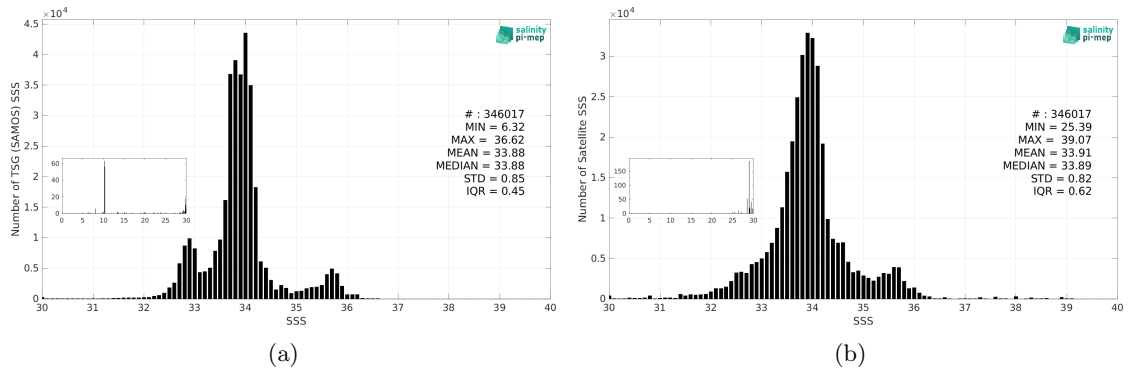 ×10⁴
4.5
4
3.5
3
2.5
2
1.5
1
0.5
0
Number of TSG (SAMOS) SSS
salinity
pi-mep
# : 346017
MIN = 6.32
MAX = 36.62
MEAN = 33.88
MEDIAN = 33.88
STD = 0.85
IQR = 0.45
60
40
20
0
0 5 10 15 20 25 30
30 31 32 33 34 35 36 37 38 39 40
SSS
(a)
×10⁴
3
2.5
2
1.5
1
0.5
0
Number of Satellite SSS
salinity
pi-mep
# : 346017
MIN = 25.39
MAX = 39.07
MEAN = 33.91
MEDIAN = 33.89
STD = 0.82
IQR = 0.62
150
100
50
0
0 5 10 15 20 25 30
30 31 32 33 34 35 36 37 38 39 40
SSS
(b)